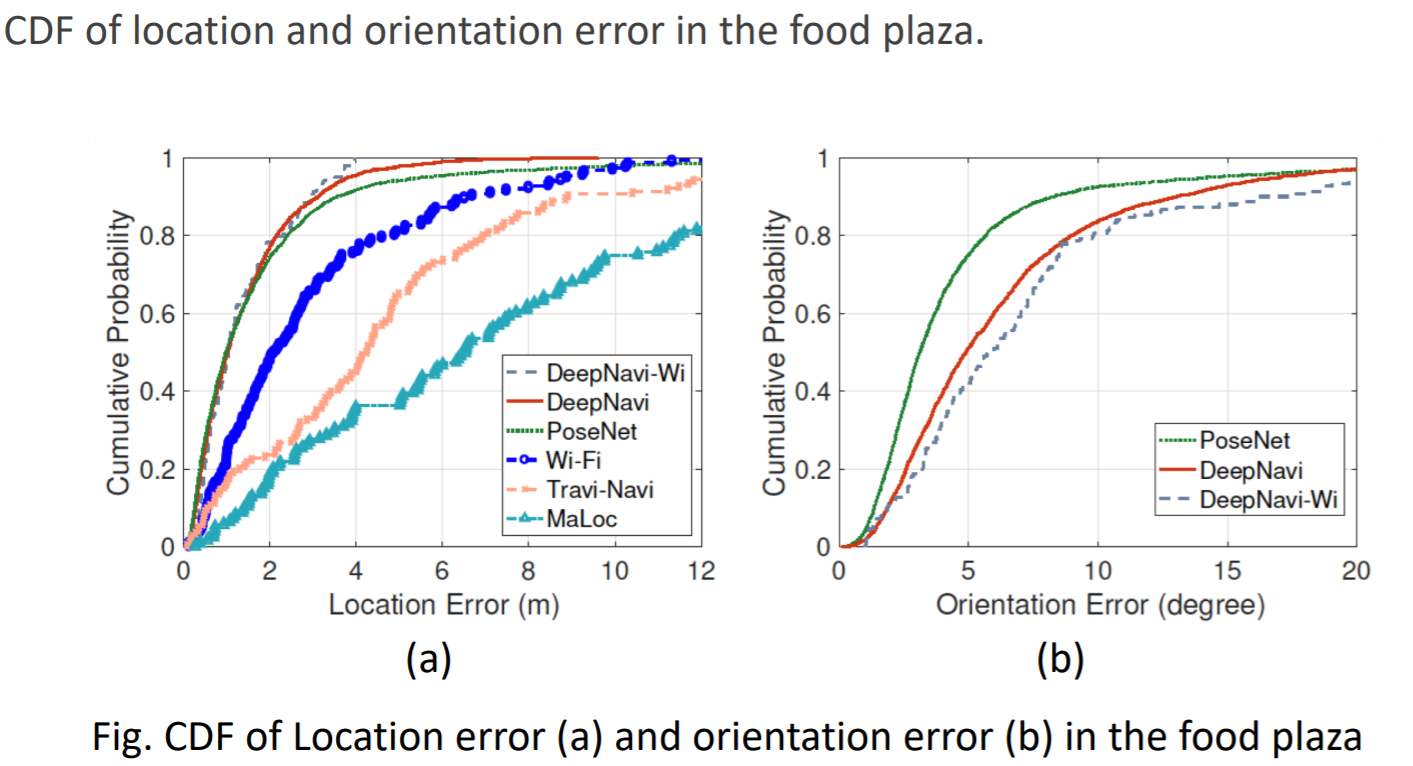 CDF of location and orientation error in the food plaza.
Cumulative Probability
1
0.8
0.6
0.4
0.2
0
0 2 4 6 8 10 12
Location Error (m)
DeepNavi-Wi
DeepNavi
PoseNet
Wi-Fi
Travi-Navi
MaLoc
(a)
Cumulative Probability
1
0.8
0.6
0.4
0.2
0
0 5 10 15 20
Orientation Error (degree)
PoseNet
DeepNavi
DeepNavi-Wi
(b)
Fig. CDF of Location error (a) and orientation error (b) in the food plaza